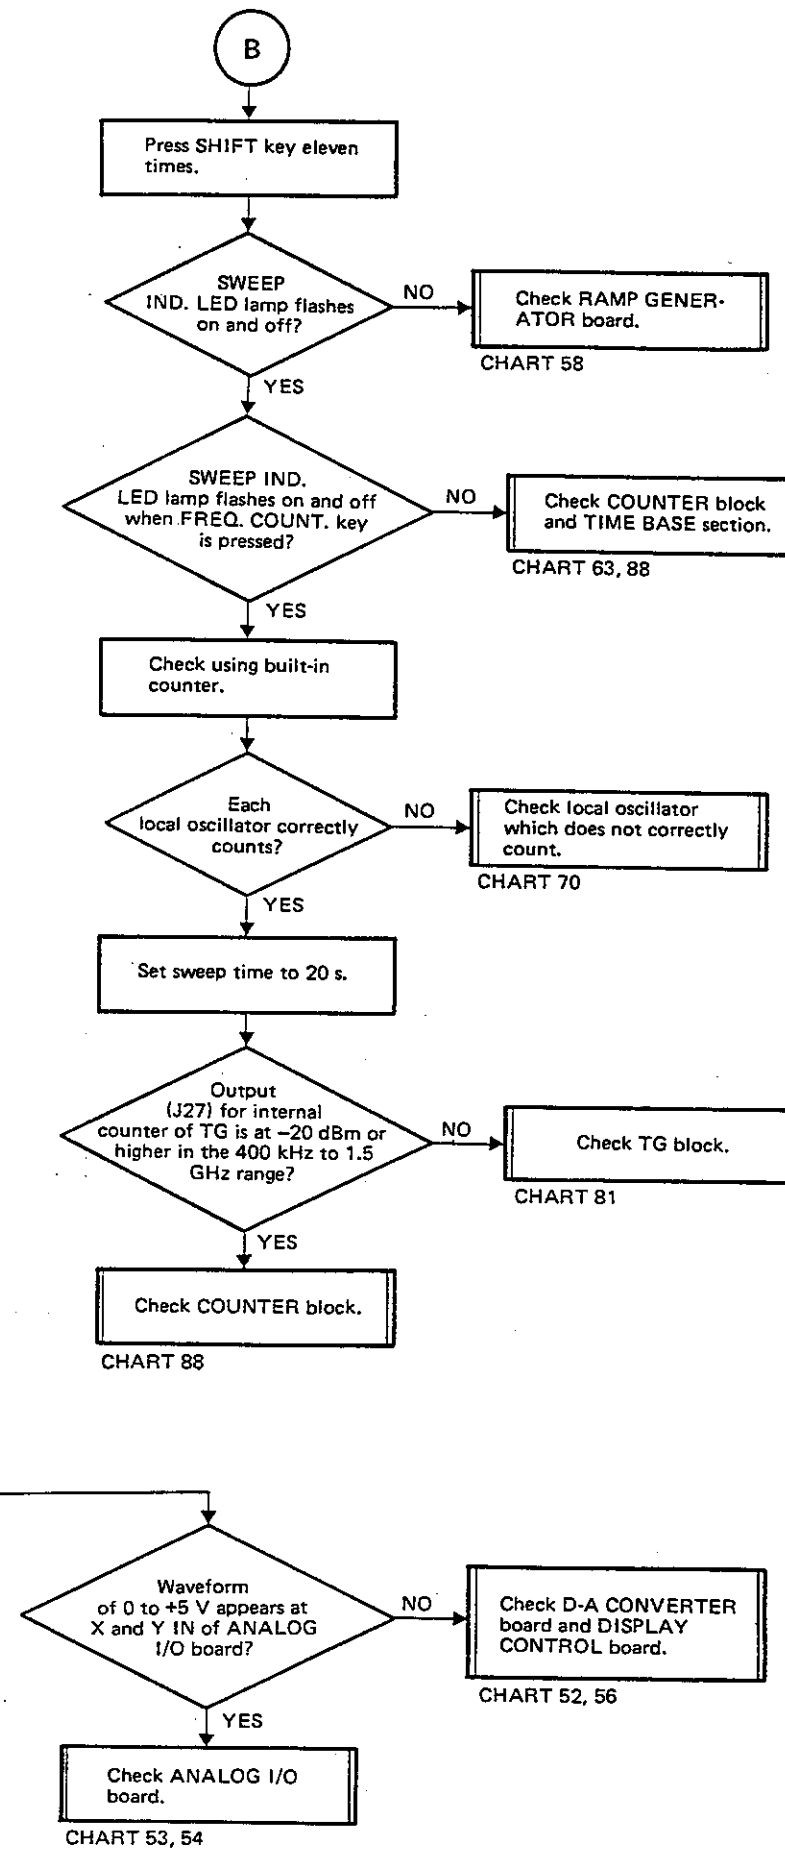 B
Press SHIFT key eleven
times.
SWEEP
IND. LED lamp flashes
on and off?
NO
Check RAMP GENER-
ATOR board.
CHART 58
YES
SWEEP IND.
LED lamp flashes on and off
when FREQ. COUNT. key
is pressed?
NO
Check COUNTER block
and TIME BASE section.
CHART 63, 88
YES
Check using built-in
counter.
Each
local oscillator correctly
counts?
NO
Check local oscillator
which does not correctly
count.
CHART 70
YES
Set sweep time to 20 s.
Output
(J27) for internal
counter of TG is at −20 dBm or
higher in the 400 kHz to 1.5
GHz range?
NO
Check TG block.
CHART 81
YES
Check COUNTER block.
CHART 88
Waveform
of 0 to +5 V appears at
X and Y IN of ANALOG
I/O board?
NO
Check D-A CONVERTER
board and DISPLAY
CONTROL board.
CHART 52, 56
YES
Check ANALOG I/O
board.
CHART 53, 54